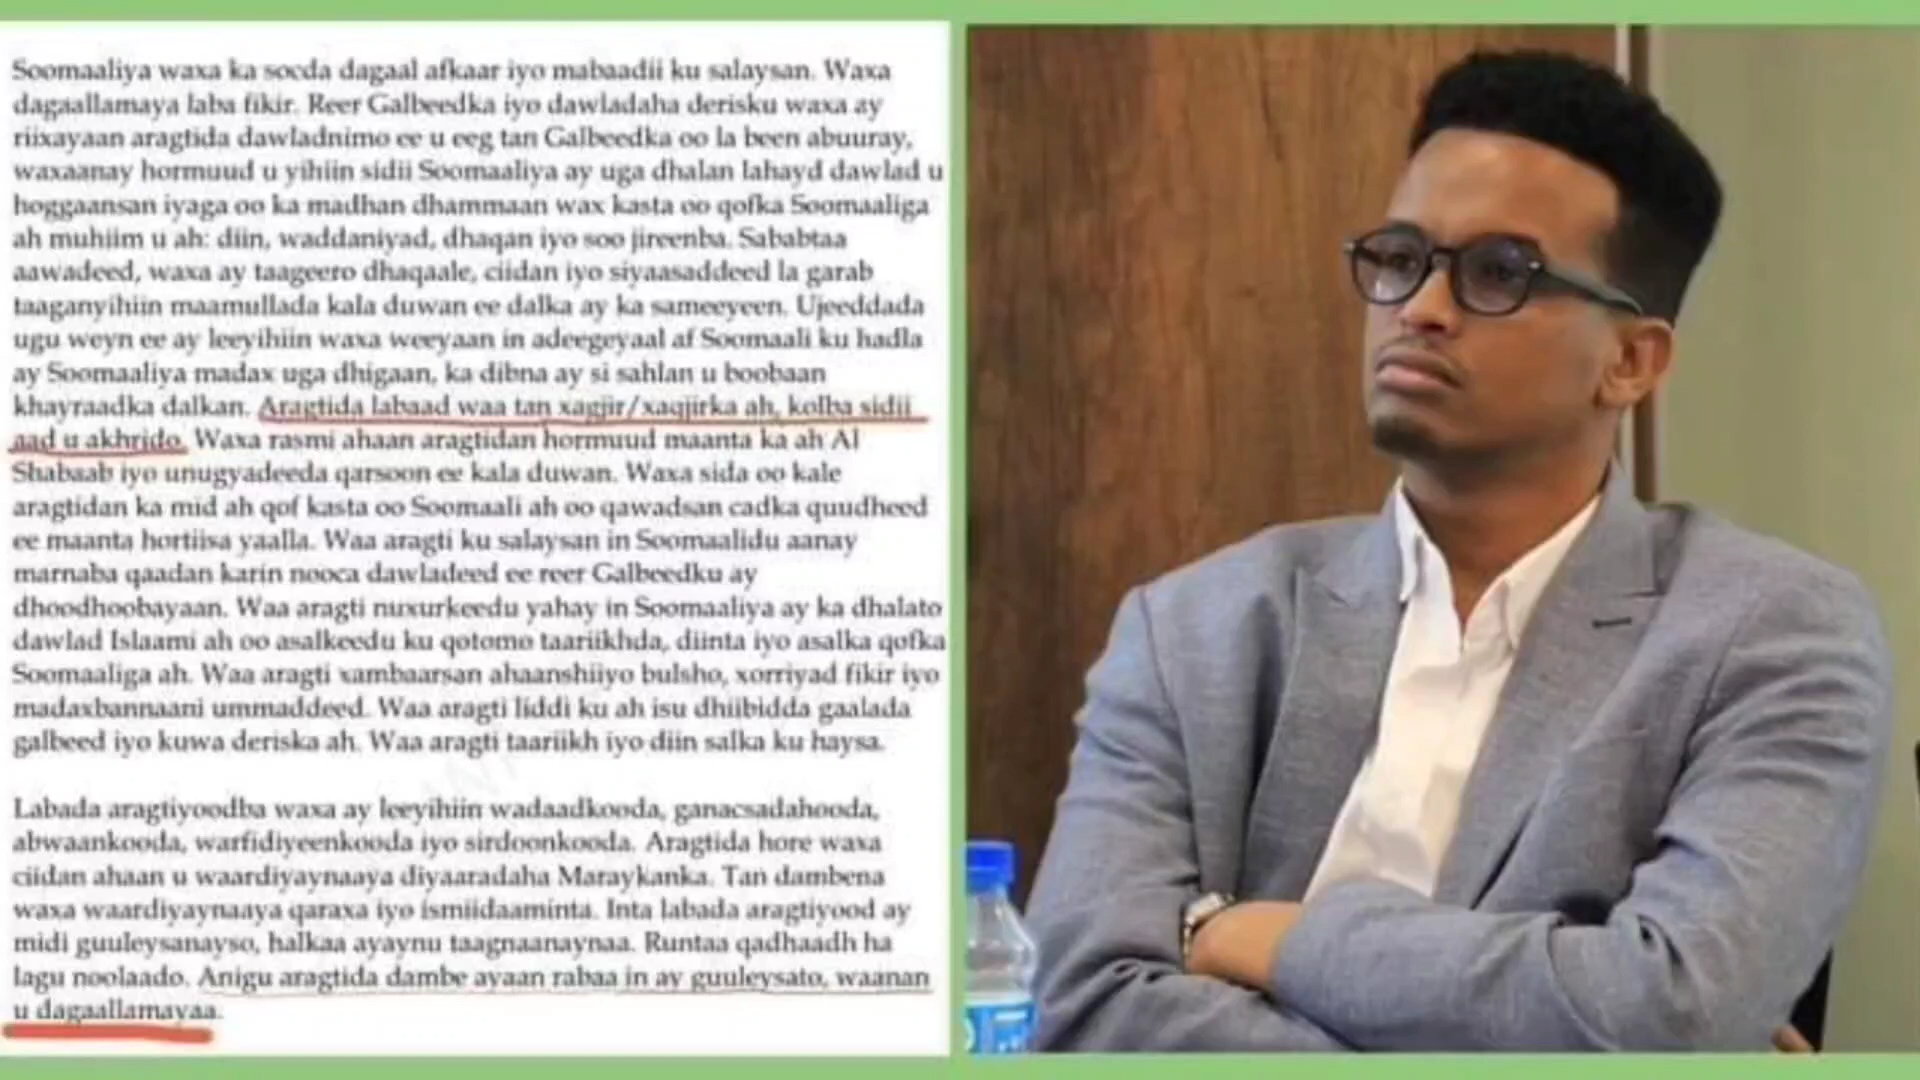 Soomaaliya waxa ka socda dagaal afkaar iyo mabaadii ku salaysan. Waxa
dagaallamaya laba fikir. Reer Galbeedka iyo dawladaha derisku waxa ay
riixayaan aragtida dawladnimo ee u eeg tan Galbeedka oo la been abuuray,
waxaanay hormuud u yihiin sidii Soomaaliya ay uga dhalan lahayd dawlad u
hoggaansan iyaga oo ka madhan dhammaan wax kasta oo qofka Soomaaliga
ah muhiim u ah: diin, waddaniyad, dhaqan iyo soo jireenba. Sababtaa
aawadeed, waxa ay taageero dhaqaale, ciidan iyo siyaasaddeed la garab
taaganyihiin maamullada kala duwan ee dalka ay ka sameeyeen. Ujeeddada
ugu weyn ee ay leeyihiin waxa weeyaan in adeegeyaal af Soomaali ku hadla
ay Soomaaliya madax uga dhigaan, ka dibna ay si sahlan u boobaan
khayraadka dalkan. Aragtida labaad waa tan xagjir/xaqjirka ah, kolba sidii
aad u akhrido. Waxa rasmi ahaan aragtidan hormuud maanta ka ah Al
Shabaab iyo unugyadeeda qarsoon ee kala duwan. Waxa sida oo kale
aragtidan ka mid ah qof kasta oo Soomaali ah oo qawadsan cadka quudheed
ee maanta hortiisa yaalla. Waa aragti ku salaysan in Soomaalidu aanay
marnaba qaadan karin nooca dawladeed ee reer Galbeedku ay
dhoodhoobayaan. Waa aragti nuxurkeedu yahay in Soomaaliya ay ka dhalato
dawlad Islaami ah oo asalkeedu ku qotomo taariikhda, diinta iyo asalka qofka
Soomaaliga ah. Waa aragti xambaarsan ahaanshiiyo bulsho, xorriyad fikir iyo
madaxbannaani ummaddeed. Waa aragti liddi ku ah isu dhiibidda gaalada
galbeed iyo kuwa deriska ah. Waa aragti taariikh iyo diin salka ku haysa.
Labada aragtiyoodba waxa ay leeyihiin wadaadkooda, ganacsadahooda,
abwaankooda, warfidiyeenkooda iyo sirdoonkooda. Aragtida hore waxa
ciidan ahaan u waardiyaynaaya diyaaradaha Maraykanka. Tan dambena
waxa waardiyaynaaya qaraxa iyo ismiidaaminta. Inta labada aragtiyood ay
midi guuleysanayso, halkaa ayaynu taagnaanaynaa. Runtaa qadhaadh ha
lagu noolaado. Anigu aragtida dambe ayaan rabaa in ay guuleysato, waanan
u dagaallamayaa.